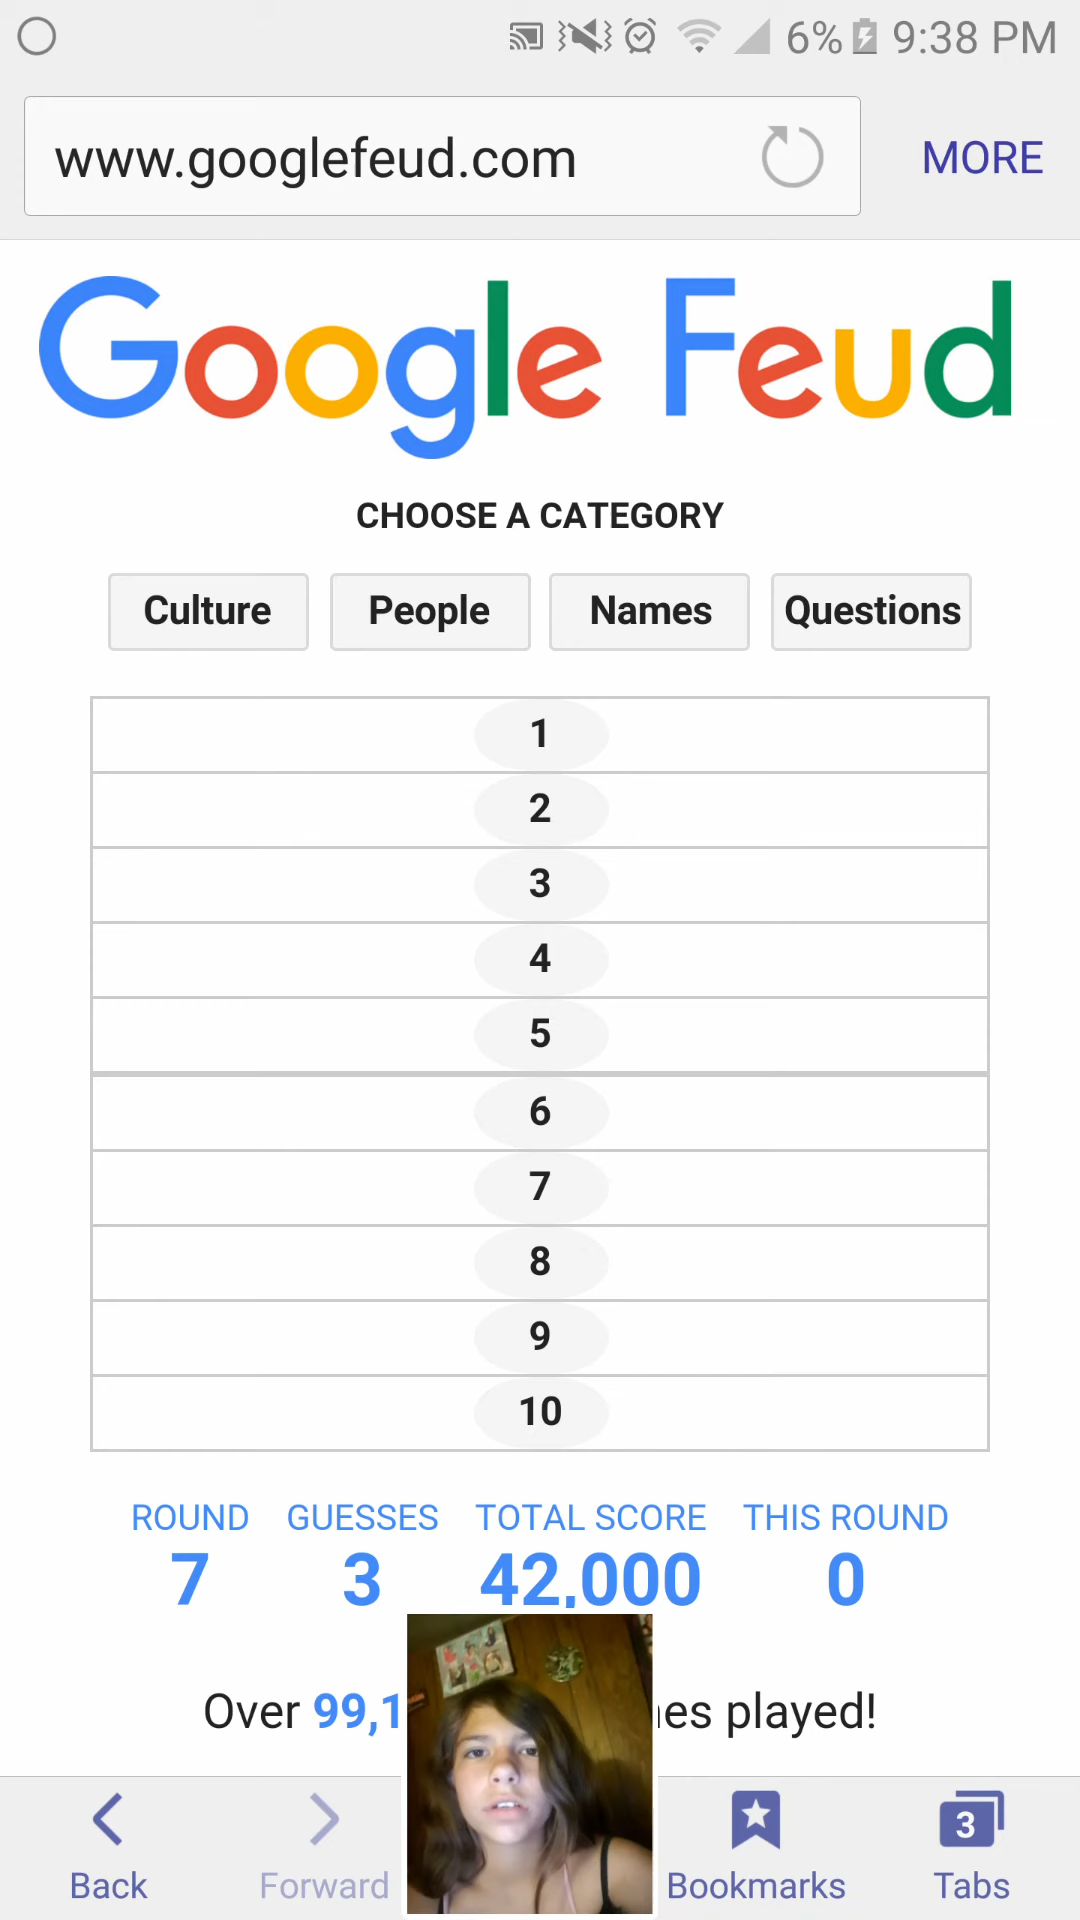 6% 9:38 PM
www.googlefeud.com MORE
Google Feud
CHOOSE A CATEGORY
Culture People Names Questions
1
2
3
4
5
6
7
8
9
10
ROUND GUESSES TOTAL SCORE THIS ROUND
7 3 42,000 0
Over 99,1 es played!
Back Forward Bookmarks 3 Tabs